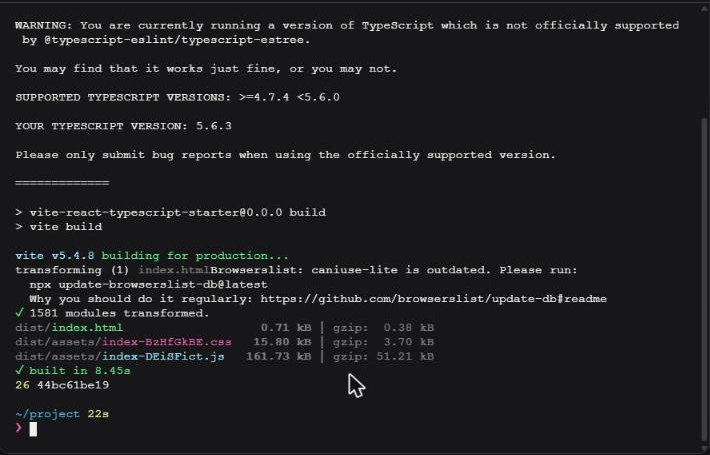 WARNING: You are currently running a version of TypeScript which is not officially supported
by @typescript-eslint/typescript-estree.
You may find that it works just fine, or you may not.
SUPPORTED TYPESCRIPT VERSIONS: >=4.7.4 <5.6.0
YOUR TYPESCRIPT VERSION: 5.6.3
Please only submit bug reports when using the officially supported version.
=============
> vite-react-typescript-starter@0.0.0 build
> vite build
vite v5.4.8 building for production...
transforming (1) index.htmlBrowserslist: caniuse-lite is outdated. Please run:
npx update-browserslist-db@latest
Why you should do it regularly: https://github.com/browserslist/update-db#readme
✓ 1581 modules transformed.
dist/index.html 0.71 kB │ gzip: 0.38 kB
dist/assets/index-BzHfGkBE.css 15.80 kB │ gzip: 3.70 kB
dist/assets/index-DEiSFict.js 161.73 kB │ gzip: 51.21 kB
✓ built in 8.45s
26 44bc61be19
~/project 22s
❯